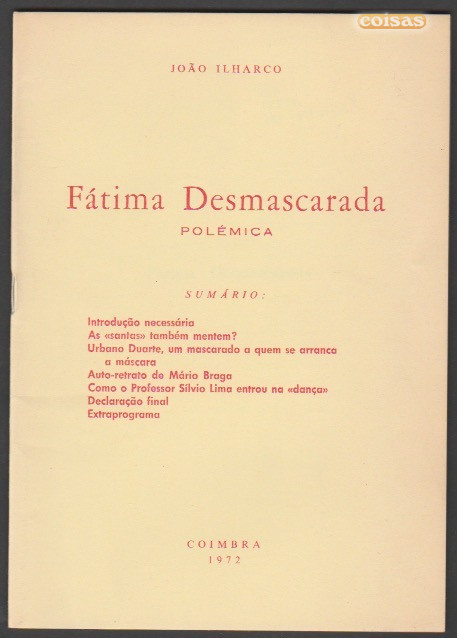 coisas
JOÃO ILHARCO
Fátima Desmascarada
POLÉMICA
SUMÁRIO:
Introdução necessária
As «santas» também mentem?
Urbano Duarte, um mascarado a quem se arranca
a máscara
Auto-retrato de Mário Braga
Como o Professor Sílvio Lima entrou na «dança»
Declaração final
Extraprograma
COIMBRA
1972